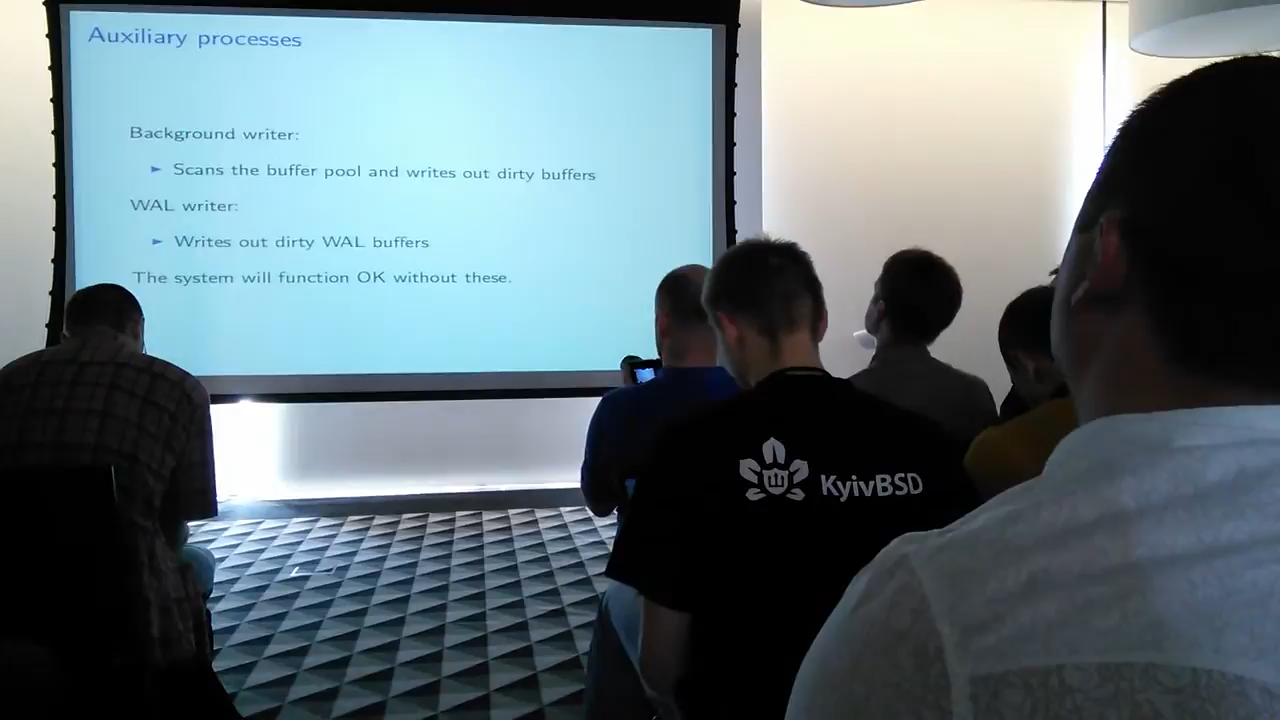 Auxiliary processes
Background writer:
► Scans the buffer pool and writes out dirty buffers
WAL writer:
► Writes out dirty WAL buffers
The system will function OK without these.
KyivBSD